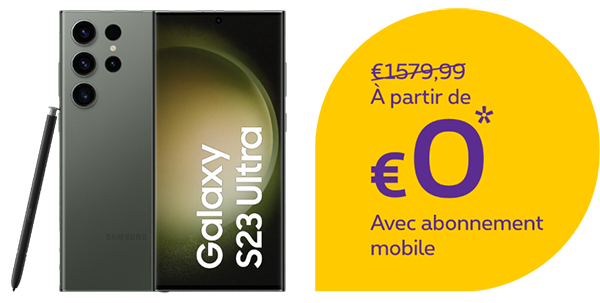 SAMSUNG
Galaxy
S23 Ultra
€1579,99
À partir de
€0*
Avec abonnement
mobile